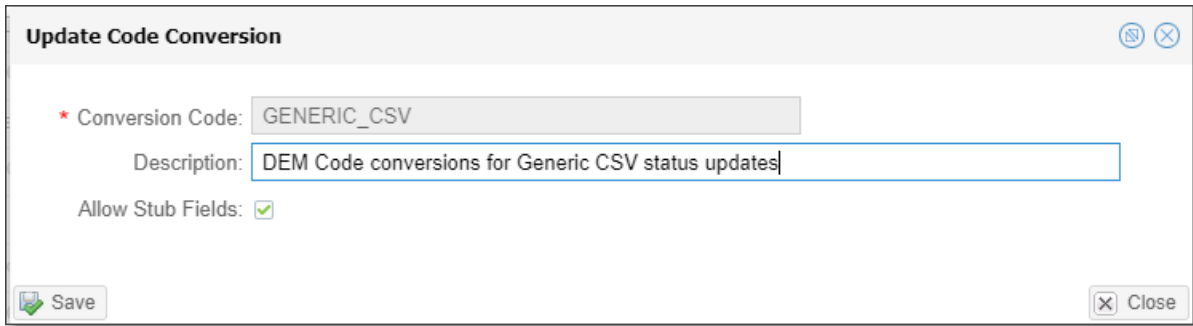 Update Code Conversion
* Conversion Code: GENERIC_CSV
Description: DEM Code conversions for Generic CSV status updates
Allow Stub Fields:
Save Close